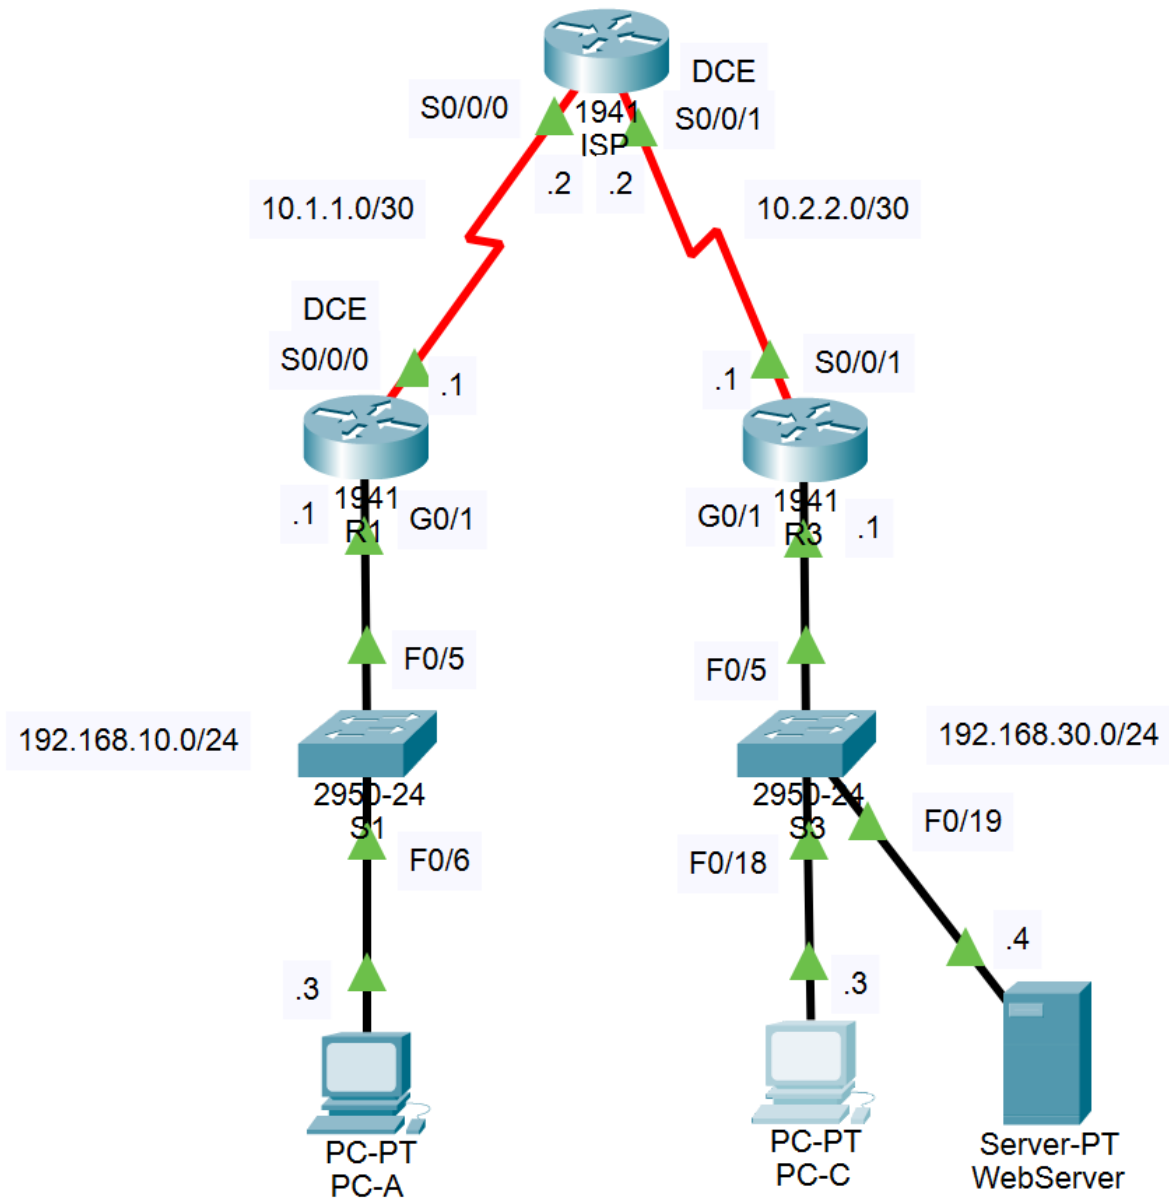 DCE
S0/0/0
1941
S0/0/1
ISP
.2
.2
10.1.1.0/30
10.2.2.0/30
DCE
S0/0/0
.1
.1
S0/0/1
1941
R1
.1
G0/1
1941
R3
G0/1
.1
F0/5
F0/5
192.168.10.0/24
192.168.30.0/24
2950-24
S1
2950-24
S3
F0/6
F0/18
F0/19
.3
.3
.4
PC-PT
PC-A
PC-PT
PC-C
Server-PT
WebServer